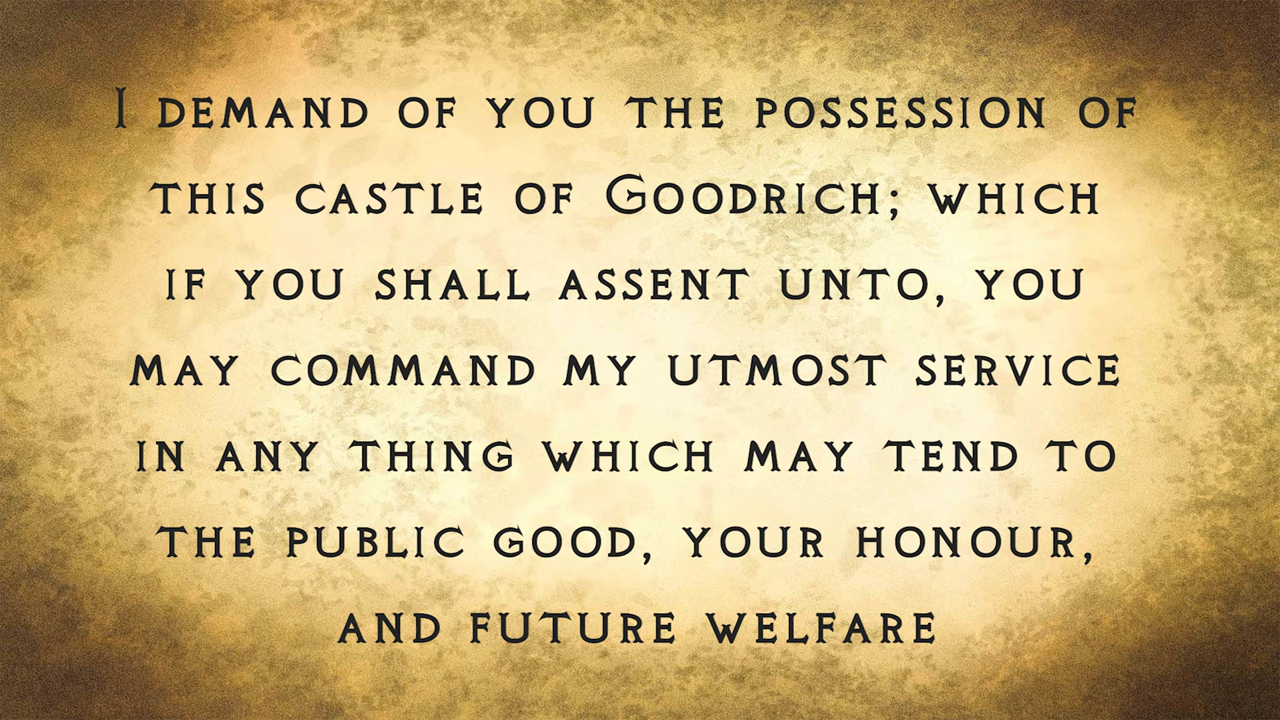 I demand of you the possession of
this castle of Goodrich; which
if you shall assent unto, you
may command my utmost service
in any thing which may tend to
the public good, your honour,
and future welfare